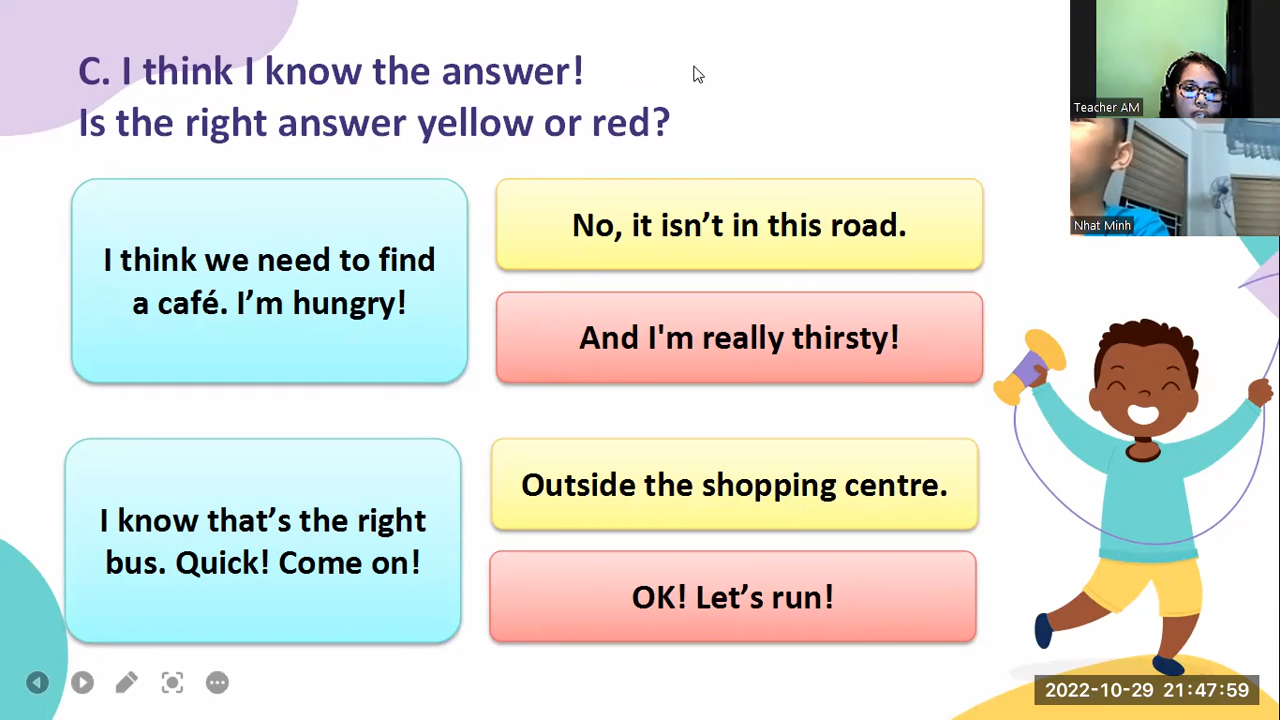 C. I think I know the answer!
Is the right answer yellow or red?
I think we need to find
a café. I'm hungry!
No, it isn't in this road.
And I'm really thirsty!
I know that's the right
bus. Quick! Come on!
Outside the shopping centre.
OK! Let's run!
Teacher AM
Nhat Minh
2022-10-29 21:47:59